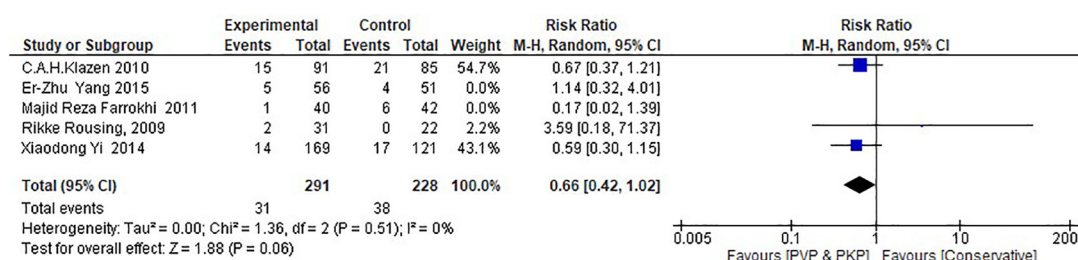 Experimental Control Risk Ratio Risk Ratio
Study or Subgroup Events Total Events Total Weight M-H, Random, 95% CI M-H, Random, 95% CI
C.A.H.Klazen 2010 15 91 21 85 54.7% 0.67 [0.37, 1.21]
Er-Zhu Yang 2015 5 56 4 51 0.0% 1.14 [0.32, 4.01]
Majid Reza Farrokhi 2011 1 40 6 42 0.0% 0.17 [0.02, 1.39]
Rikke Rousing, 2009 2 31 0 22 2.2% 3.59 [0.18, 71.37]
Xiaodong Yi 2014 14 169 17 121 43.1% 0.59 [0.30, 1.15]
Total (95% CI) 291 228 100.0% 0.66 [0.42, 1.02]
Total events 31 38
Heterogeneity: Tau² = 0.00; Chi² = 1.36, df = 2 (P = 0.51); I² = 0%
Test for overall effect: Z = 1.88 (P = 0.06)
0.005 0.1 1 10 200
Favours [PVP & PKP] Favours [Conservative]